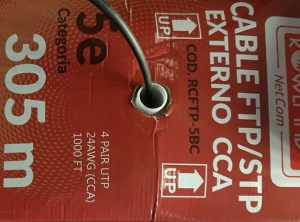 CABLE FTP/STP
EXTERNO CCA
COD. RCFTP-5BC
UP!
UP!
NetCom
5e
Categoria
305 m
4 PAIR UTP
24AWG (CCA)
1000 FT